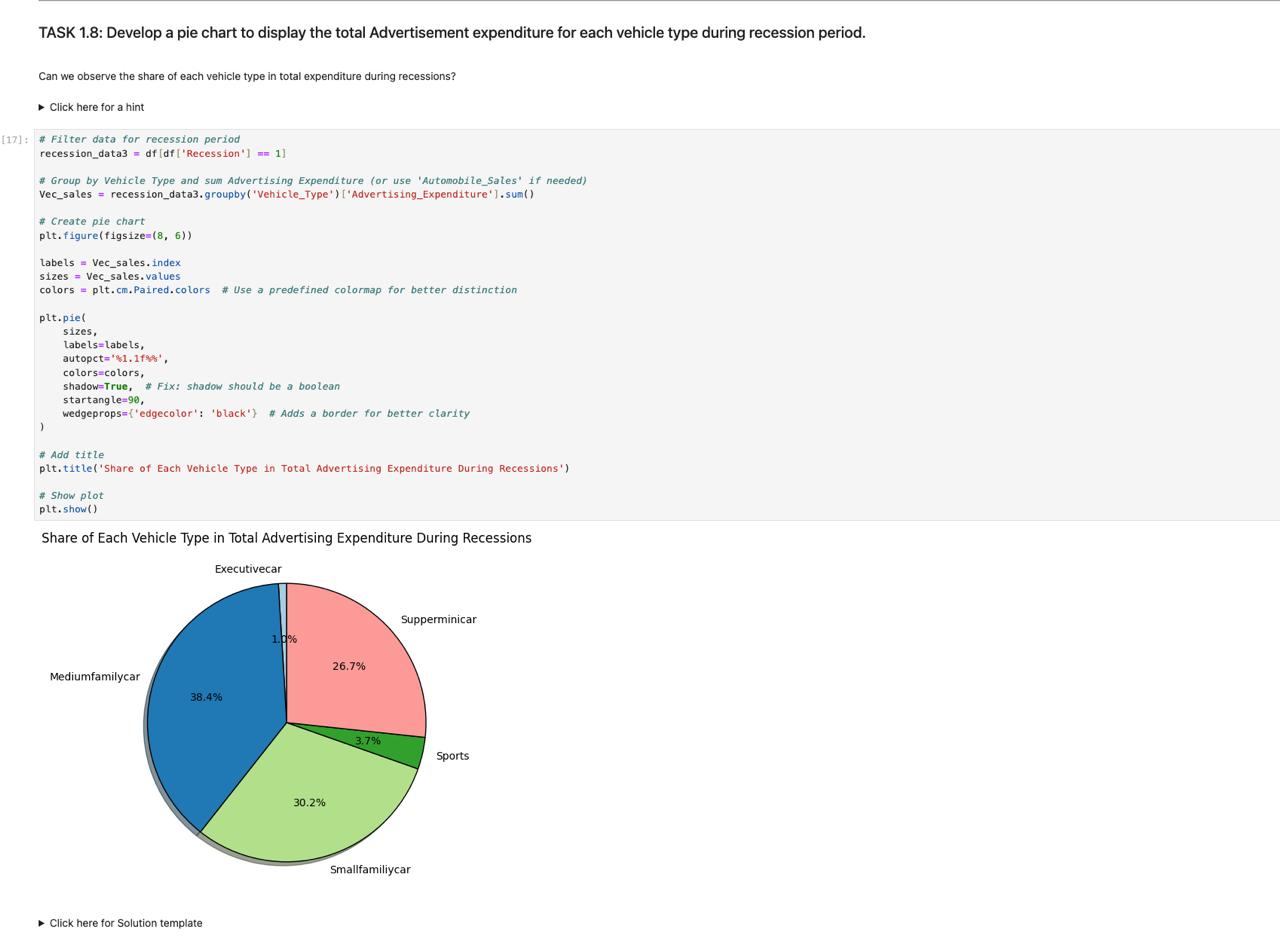 TASK 1.8: Develop a pie chart to display the total Advertisement expenditure for each vehicle type during recession period.
Can we observe the share of each vehicle type in total expenditure during recessions?
▶ Click here for a hint
[17]:
# Filter data for recession period
recession_data3 = df[df['Recession'] == 1]
# Group by Vehicle Type and sum Advertising Expenditure (or use 'Automobile_Sales' if needed)
Vec_sales = recession_data3.groupby('Vehicle_Type')['Advertising_Expenditure'].sum()
# Create pie chart
plt.figure(figsize=(8, 6))
labels = Vec_sales.index
sizes = Vec_sales.values
colors = plt.cm.Paired.colors  # Use a predefined colormap for better distinction
plt.pie(
    sizes,
    labels=labels,
    autopct='%1.1f%%',
    colors=colors,
    shadow=True,  # Fix: shadow should be a boolean
    startangle=90,
    wedgeprops={'edgecolor': 'black'}  # Adds a border for better clarity
)
# Add title
plt.title('Share of Each Vehicle Type in Total Advertising Expenditure During Recessions')
# Show plot
plt.show()
Share of Each Vehicle Type in Total Advertising Expenditure During Recessions
Executivecar
Supperminicar
1.0%
26.7%
Mediumfamilycar
38.4%
3.7%
Sports
30.2%
Smallfamiliycar
▶ Click here for Solution template